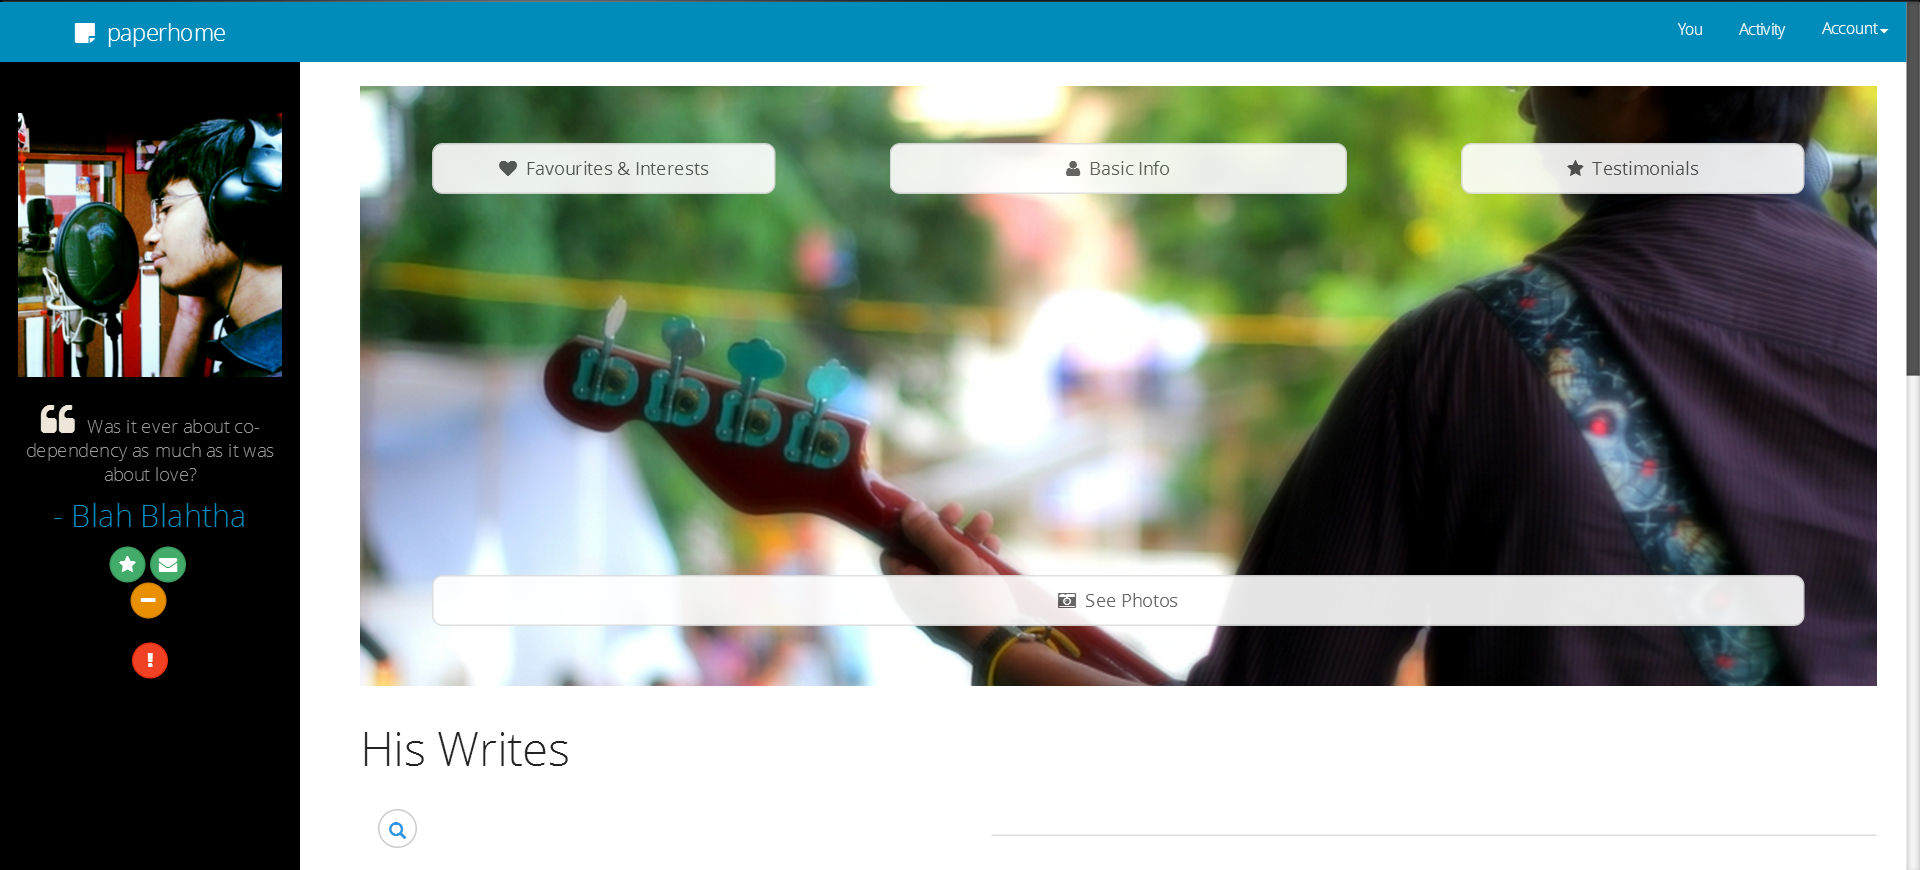 paperhome
You
Activity
Account
Favourites & Interests
Basic Info
Testimonials
Was it ever about co-
dependency as much as it was
about love?
- Blah Blahtha
See Photos
His Writes